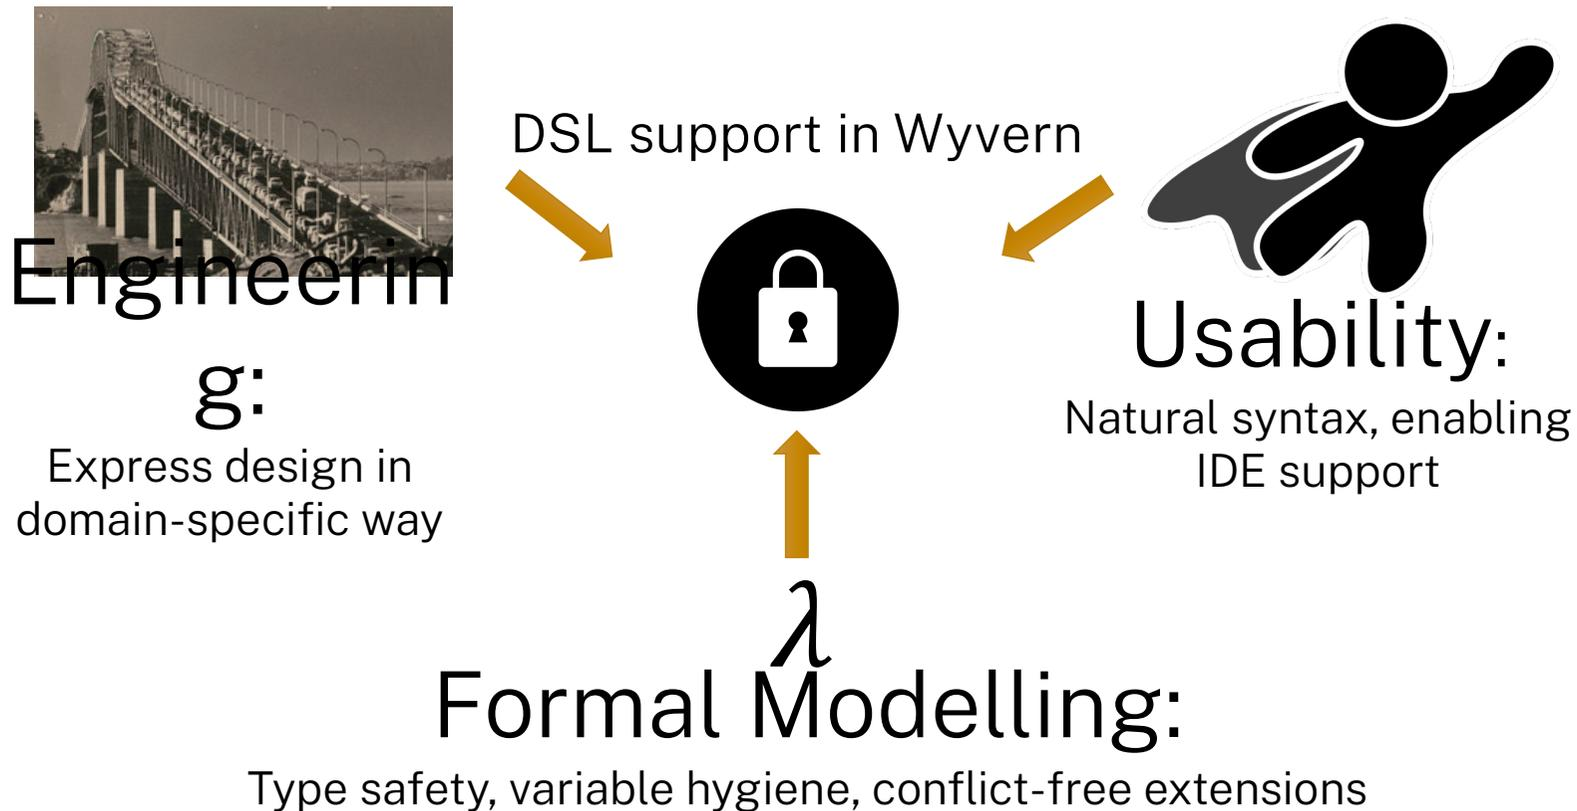 DSL support in Wyvern
Engineerin
g:
Express design in
domain-specific way
Usability:
Natural syntax, enabling
IDE support
λ
Formal Modelling:
Type safety, variable hygiene, conflict-free extensions